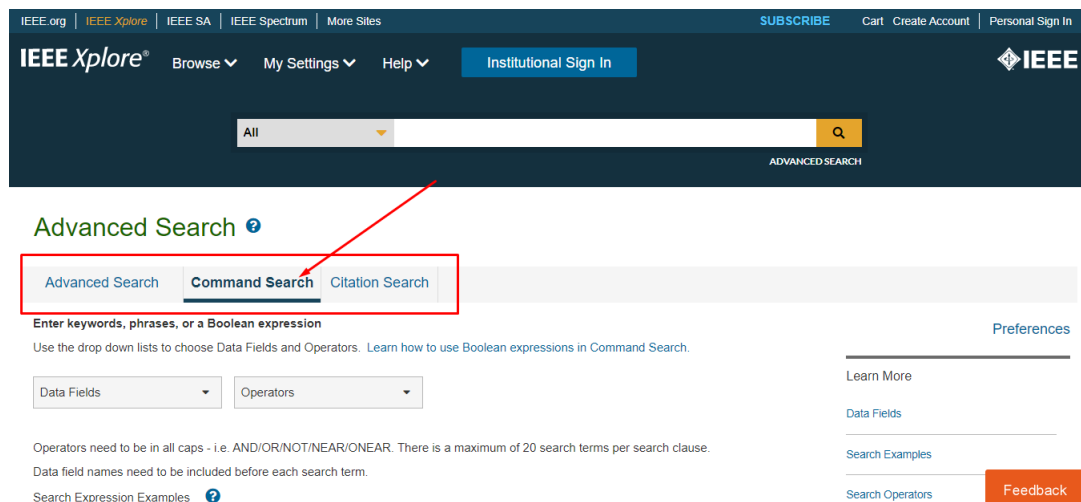 IEEE.org | IEEE Xplore | IEEE SA | IEEE Spectrum | More Sites SUBSCRIBE Cart Create Account | Personal Sign In
IEEE Xplore® Browse My Settings Help Institutional Sign In IEEE
All
ADVANCED SEARCH
Advanced Search ?
Advanced Search Command Search Citation Search
Enter keywords, phrases, or a Boolean expression
Preferences
Use the drop down lists to choose Data Fields and Operators. Learn how to use Boolean expressions in Command Search.
Learn More
Data Fields Operators
Data Fields
Operators need to be in all caps - i.e. AND/OR/NOT/NEAR/ONEAR. There is a maximum of 20 search terms per search clause.
Search Examples
Data field names need to be included before each search term.
Search Expression Examples ?
Search Operators
Feedback